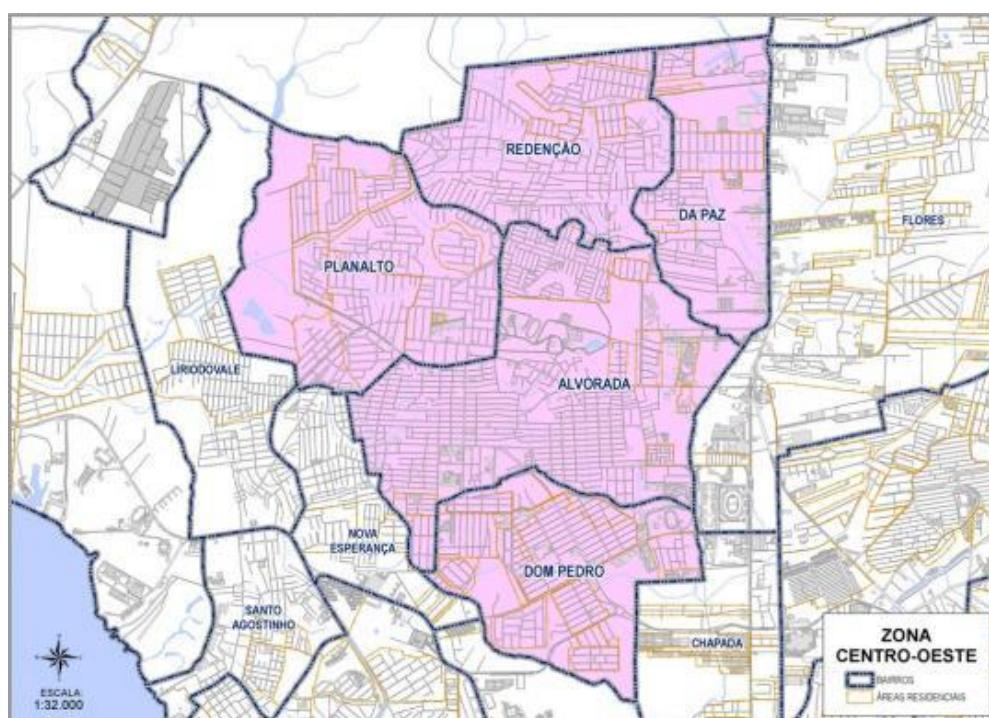 REDENÇÃO
DA PAZ
FLORES
PLANALTO
LÍRIODOVALE
ALVORADA
NOVA
ESPERANÇA
DOM PEDRO
SANTO
AGOSTINHO
CHAPADA
ZONA
CENTRO-OESTE
BAIRROS
ÁREAS RESIDENCIAIS
ESCALA:
1:32.000